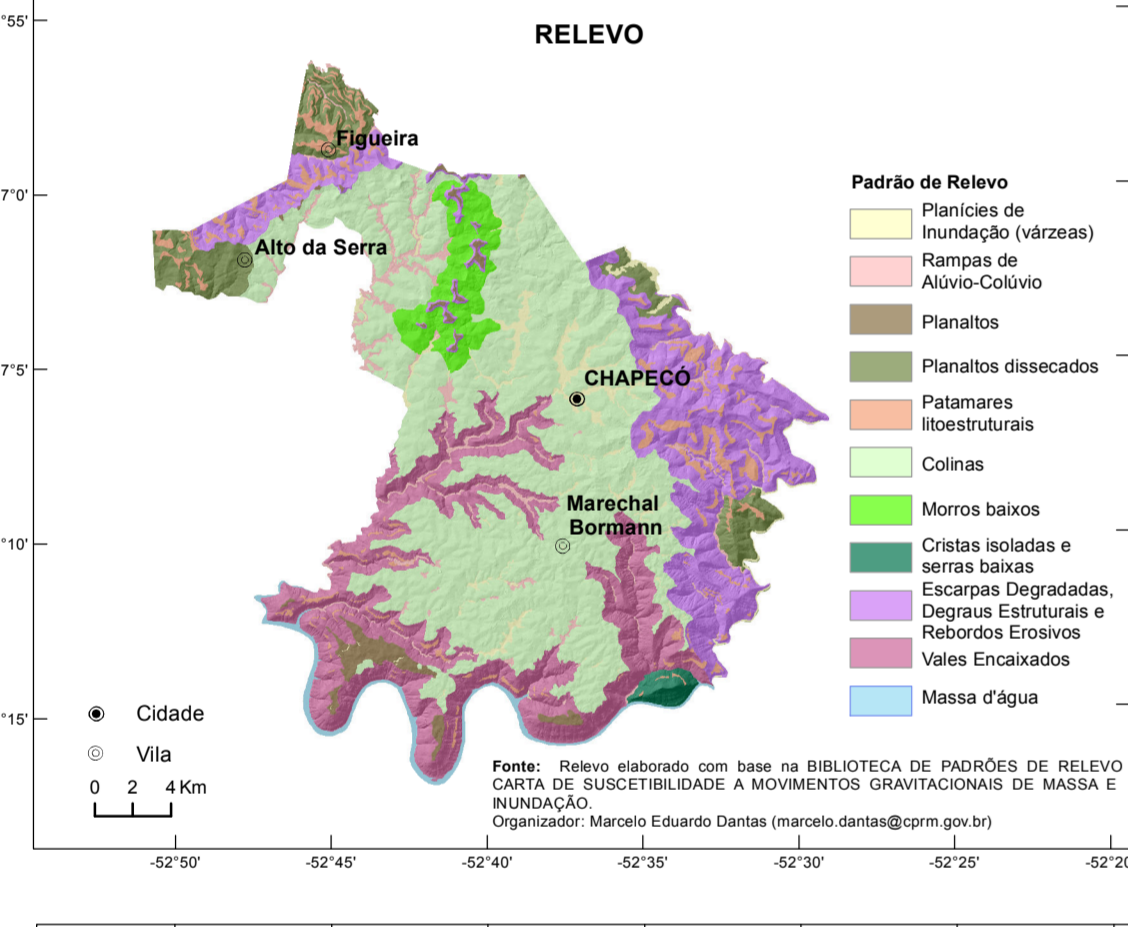 RELEVO
°55'
7°0'
7°5'
°10'
°15'
Figueira
Alto da Serra
CHAPECÓ
Marechal
Bormann
Padrão de Relevo
Planícies de
Inundação (várzeas)
Rampas de
Alúvio-Colúvio
Planaltos
Planaltos dissecados
Patamares
litoestruturais
Colinas
Morros baixos
Cristas isoladas e
serras baixas
Escarpas Degradadas,
Degraus Estruturais e
Rebordos Erosivos
Vales Encaixados
Massa d'água
Cidade
Vila
0 2 4 Km
Fonte: Relevo elaborado com base na BIBLIOTECA DE PADRÕES DE RELEVO
CARTA DE SUSCETIBILIDADE A MOVIMENTOS GRAVITACIONAIS DE MASSA E
INUNDAÇÃO.
Organizador: Marcelo Eduardo Dantas (marcelo.dantas@cprm.gov.br)
-52°50' -52°45' -52°40' -52°35' -52°30' -52°25' -52°20